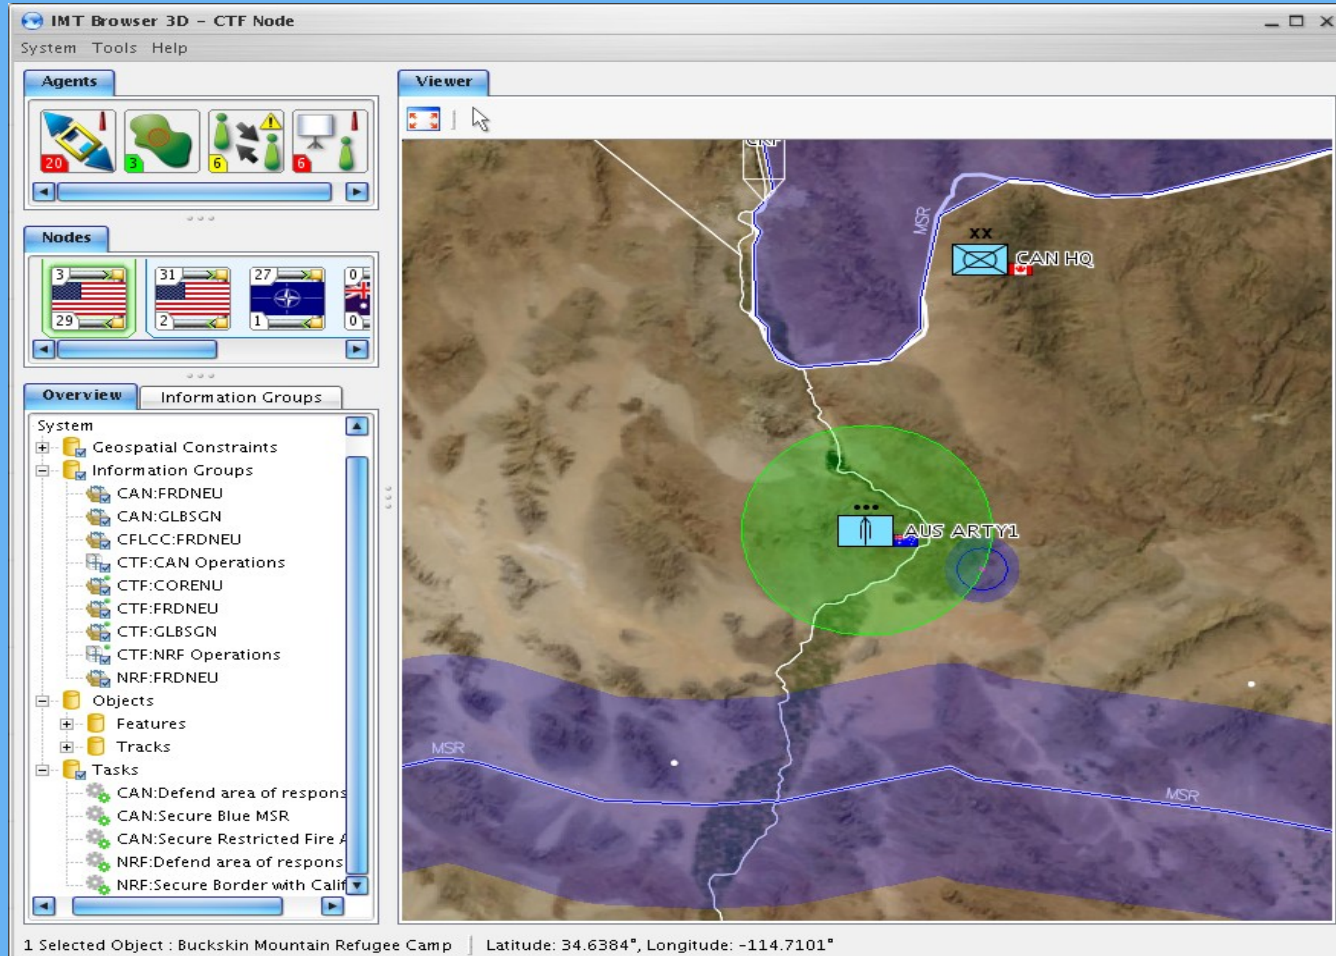 IMT Browser 3D - CTF Node
System Tools Help
Agents
20
3
6
6
Nodes
3
29
31
2
27
1
0
0
Overview
Information Groups
System
Geospatial Constraints
Information Groups
CAN:FRDNEU
CAN:GLBSGN
CFLCC:FRDNEU
CTF:CAN Operations
CTF:CORENU
CTF:FRDNEU
CTF:GLBSGN
CTF:NRF Operations
NRF:FRDNEU
Objects
Features
Tracks
Tasks
CAN:Defend area of respons
CAN:Secure Blue MSR
CAN:Secure Restricted Fire
NRF:Defend area of respons
NRF:Secure Border with Calif
Viewer
MSR
XX
CAN HQ
AUS ARTY1
MSR
MSR
1 Selected Object : Buckskin Mountain Refugee Camp
Latitude: 34.6384°, Longitude: -114.7101°